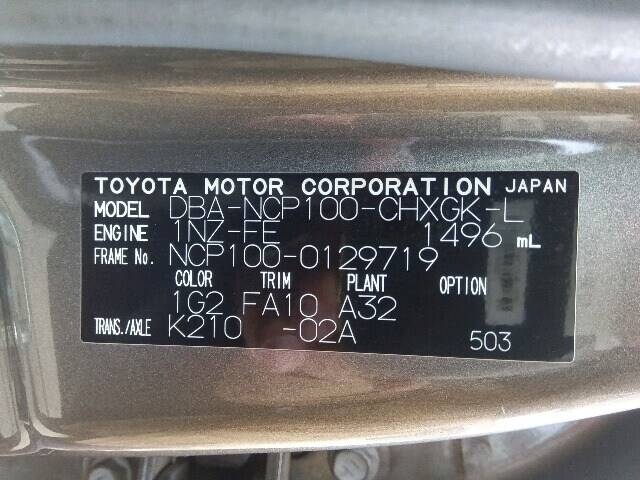 TOYOTA MOTOR CORPORATION JAPAN
MODEL DBA-NCP100-CHXGK-L
ENGINE 1NZ-FE 1496 mL
FRAME No. NCP100-0129719
COLOR TRIM PLANT OPTION
1G2 FA10 A32
TRANS./AXLE K210 -02A
503